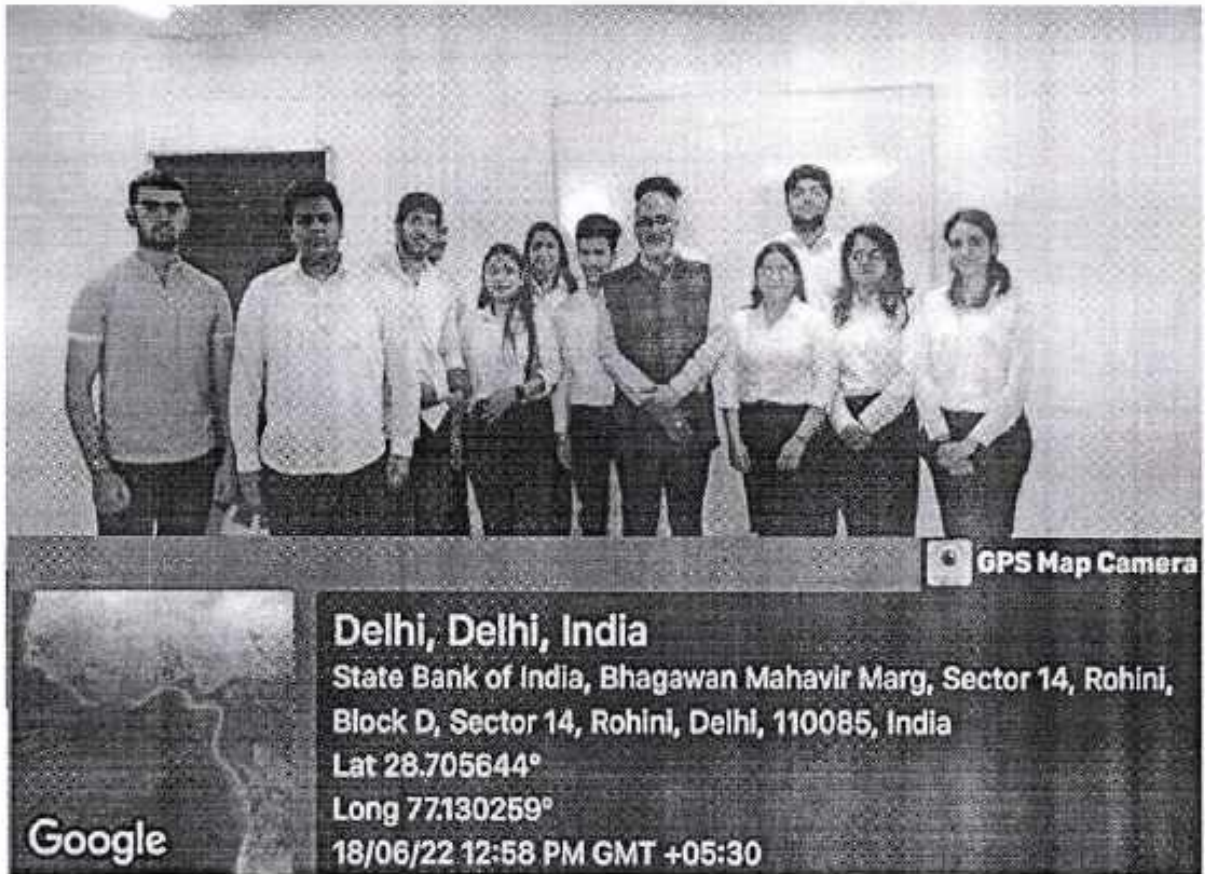 GPS Map Camera
Delhi, Delhi, India
State Bank of India, Bhagawan Mahavir Marg, Sector 14, Rohini,
Block D, Sector 14, Rohini, Delhi, 110085, India
Lat 28.705644°
Long 77.130259°
18/06/22 12:58 PM GMT +05:30
Google